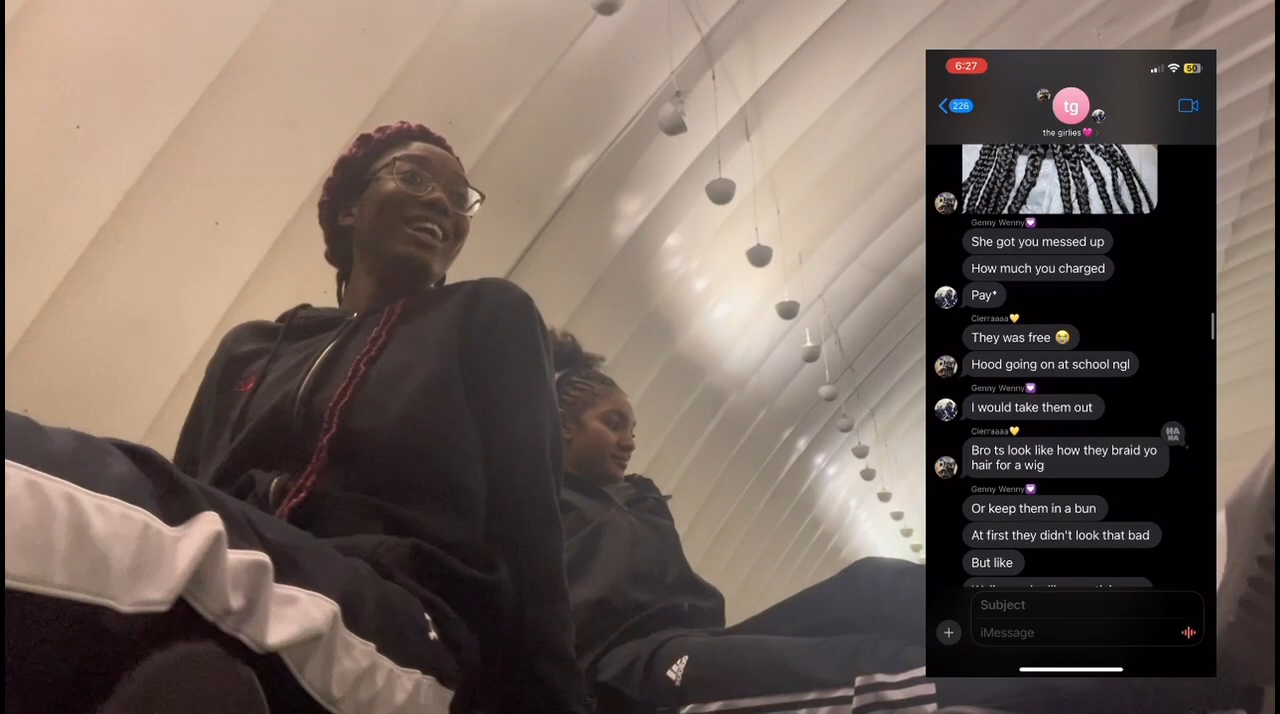 6:27
50
226
tg
the girlies💗
Genny Wenny💟
She got you messed up
How much you charged
Pay*
Cierraaaa💛
They was free 😭
Hood going on at school ngl
Genny Wenny💟
I would take them out
Cierraaaa💛
HA
HA
Bro ts look like how they braid yo
hair for a wig
Genny Wenny💟
Or keep them in a bun
At first they didn't look that bad
But like
Subject
iMessage
adidas